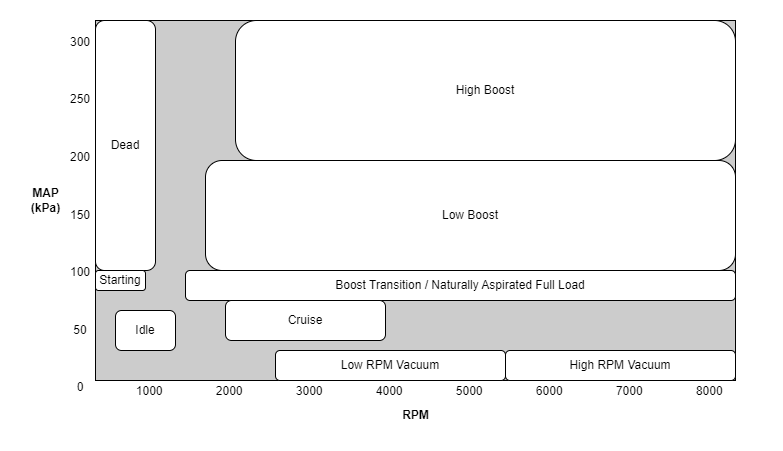 300
High Boost
250
Dead
200
MAP
(kPa)
150
Low Boost
100
Starting
Boost Transition / Naturally Aspirated Full Load
50
Idle
Cruise
Low RPM Vacuum
High RPM Vacuum
0
1000 2000 3000 4000 5000 6000 7000 8000
RPM